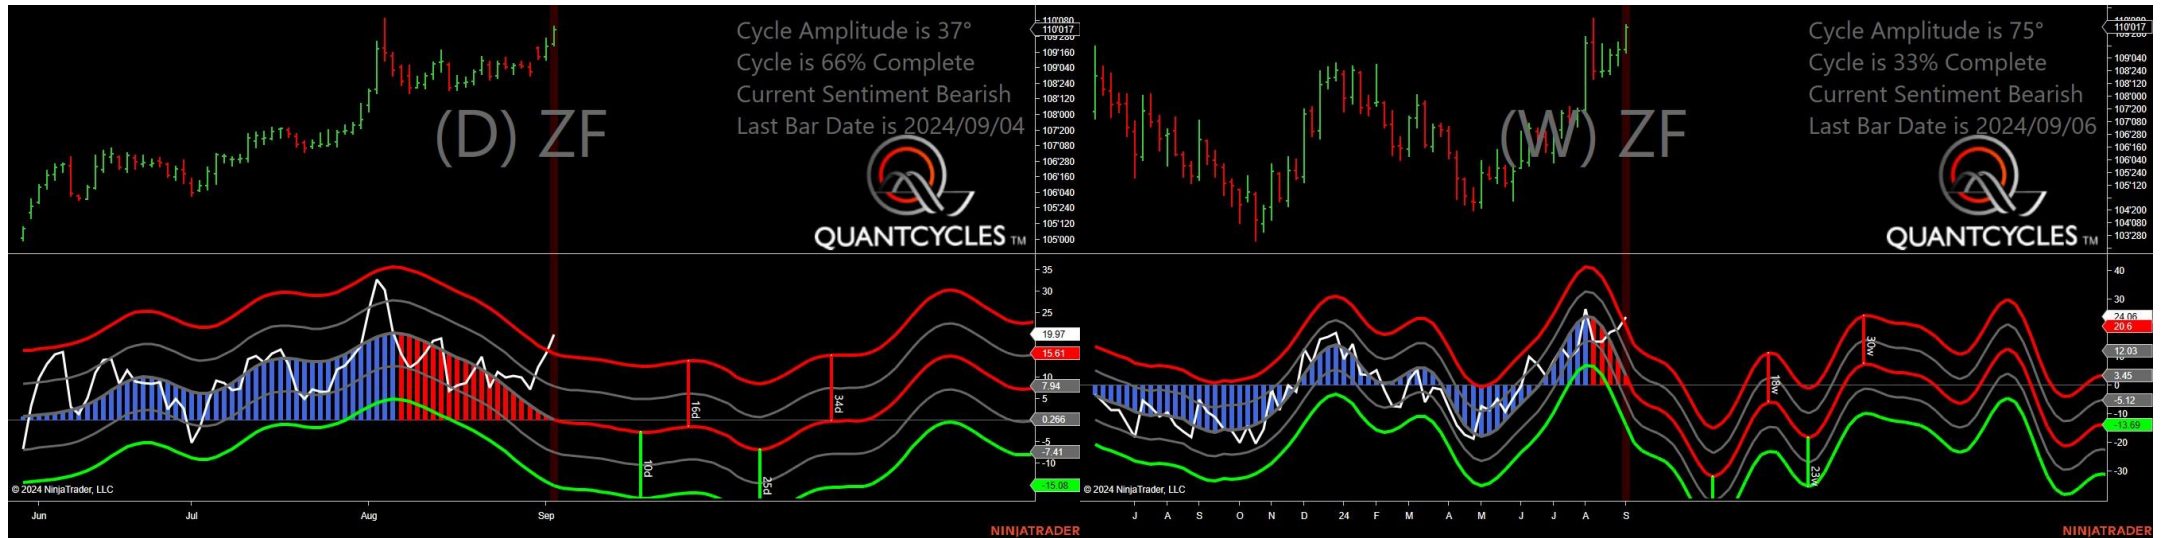 Cycle Amplitude is 37°
Cycle is 66% Complete
Current Sentiment Bearish
Last Bar Date is 2024/09/04
(D) ZF
QUANTCYCLES TM
110'080
110'017
109'280
109'160
109'040
108'240
108'120
108'000
107'200
107'080
106'280
106'160
106'040
105'240
105'120
105'000
35
30
25
19.97
15.61
10
7.94
5
0.266
-5
-7.41
-10
-15.08
10d
16d
25d
34d
© 2024 NinjaTrader, LLC
Jun
Jul
Aug
Sep
NINJATRADER
Cycle Amplitude is 75°
Cycle is 33% Complete
Current Sentiment Bearish
Last Bar Date is 2024/09/06
(W) ZF
QUANTCYCLES TM
110'080
110'017
109'280
109'040
108'240
108'120
108'000
107'200
107'080
106'280
106'160
106'040
105'240
105'120
104'200
104'080
103'280
40
30
24.06
20.6
12.03
3.45
0
-5.12
-10
-13.69
-20
-30
18w
23w
30w
© 2024 NinjaTrader, LLC
J A S O N D 24 F M A M J J A S
NINJATRADER